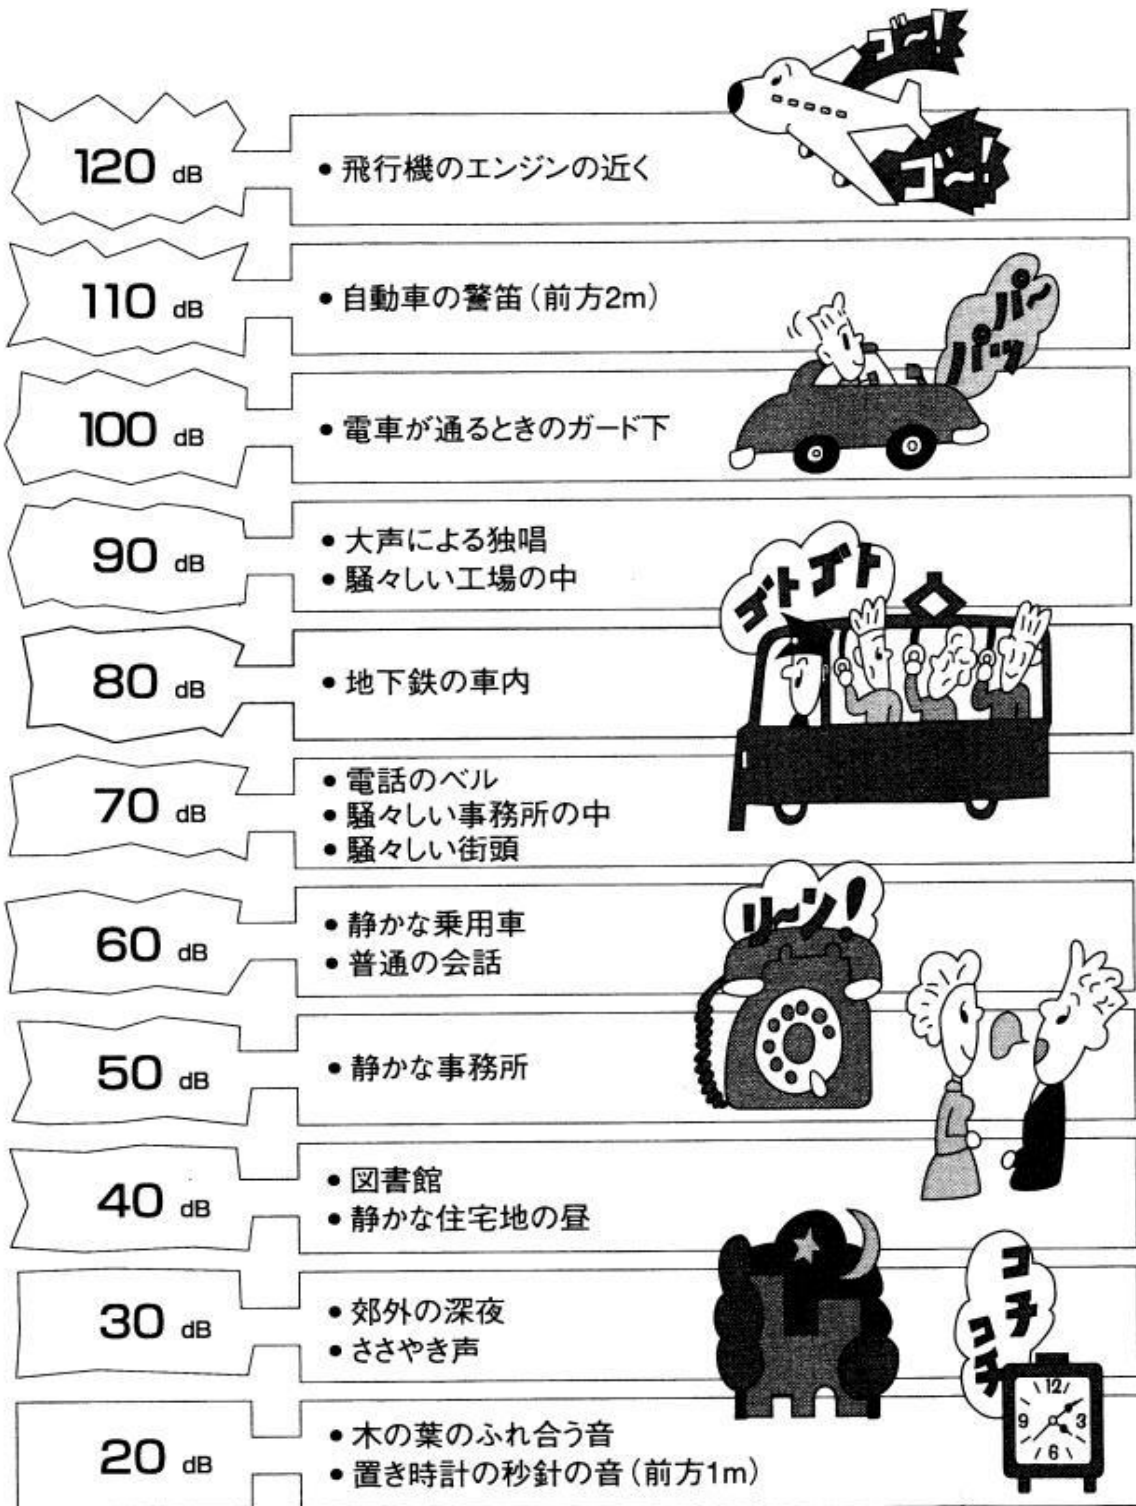 ゴ〜!
ゴ〜!
120 dB
• 飛行機のエンジンの近く
110 dB
• 自動車の警笛(前方2m)
パ〜
パッ
100 dB
• 電車が通るときのガード下
90 dB
• 大声による独唱
• 騒々しい工場の中
ゴトゴト
80 dB
• 地下鉄の車内
70 dB
• 電話のベル
• 騒々しい事務所の中
• 騒々しい街頭
リ〜ン!
60 dB
• 静かな乗用車
• 普通の会話
50 dB
• 静かな事務所
40 dB
• 図書館
• 静かな住宅地の昼
30 dB
• 郊外の深夜
• ささやき声
コチ
コチ
20 dB
• 木の葉のふれ合う音
• 置き時計の秒針の音(前方1m)
12
9 3
6